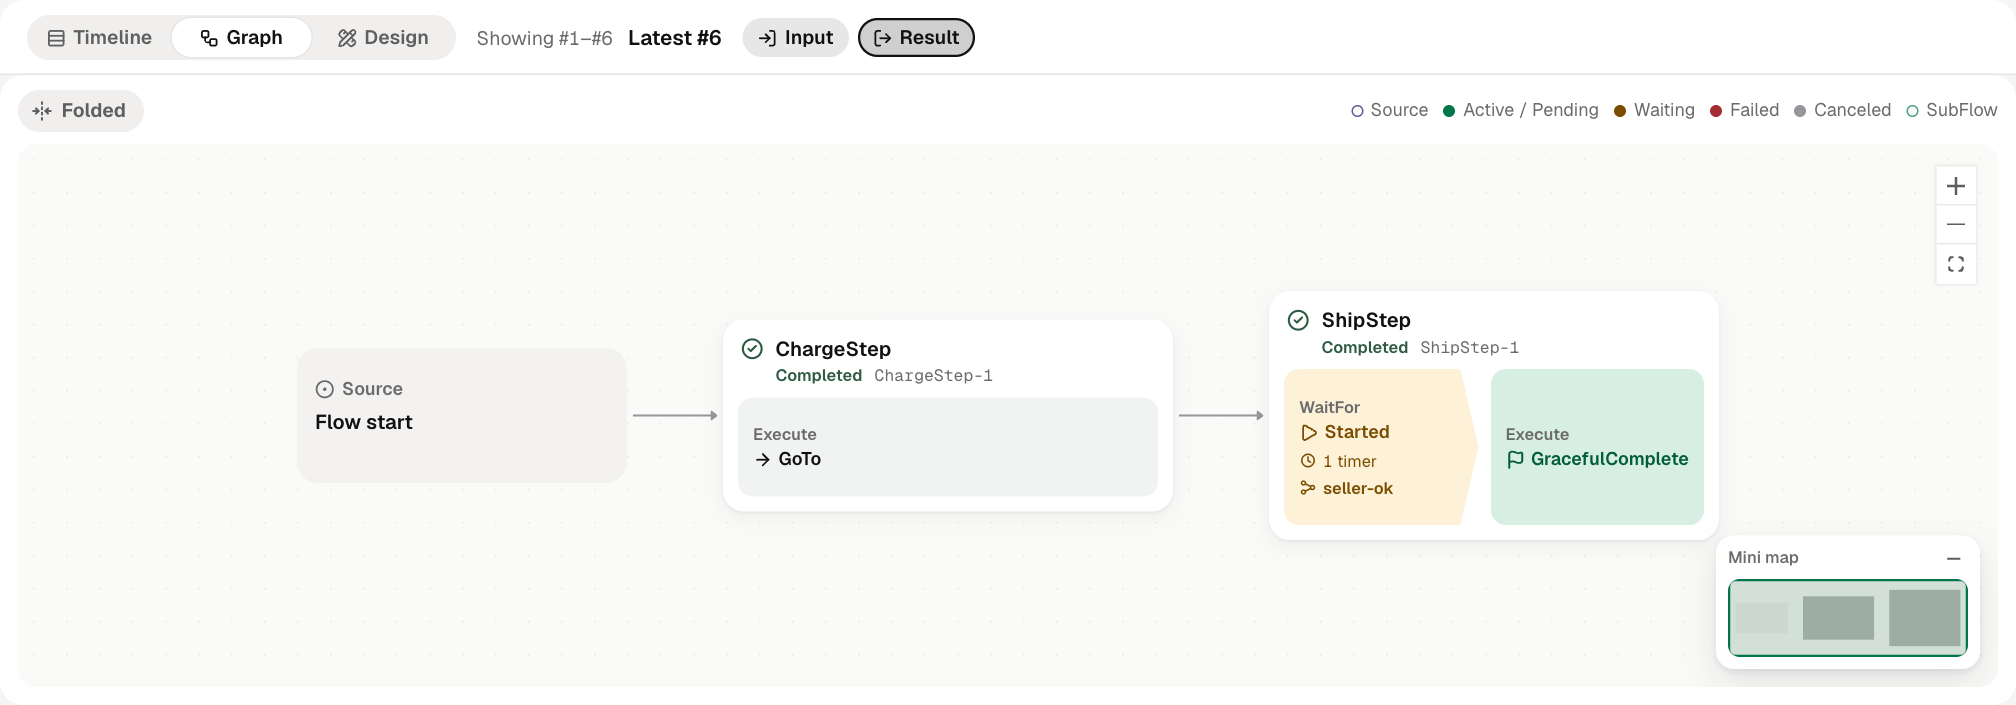 Timeline
Graph
Design
Showing #1–#6
Latest #6
Input
Result
Folded
Source
Active / Pending
Waiting
Failed
Canceled
SubFlow
Source
Flow start
ChargeStep
Completed ChargeStep-1
Execute
GoTo
ShipStep
Completed ShipStep-1
WaitFor
Started
1 timer
seller-ok
Execute
GracefulComplete
Mini map